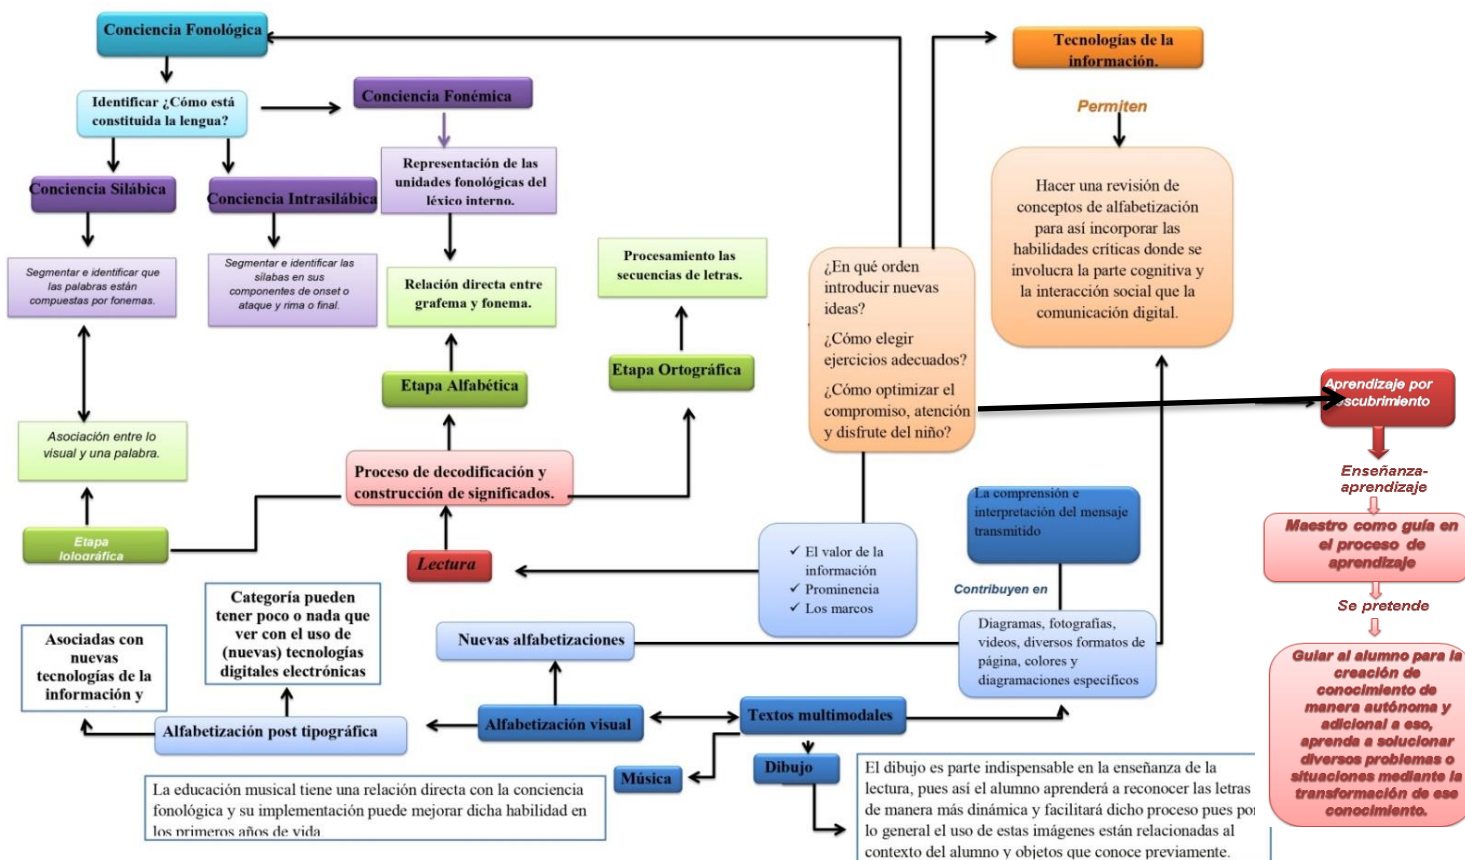 Conciencia Fonológica
Identificar ¿Cómo está
constituida la lengua?
Conciencia Fonémica
Conciencia Silábica
Conciencia Intrasilábica
Representación de las
unidades fonológicas del
léxico interno.
Segmentar e identificar que
las palabras están
compuestas por fonemas.
Segmentar e identificar las
sílabas en sus
componentes de onset o
ataque y rima o final.
Relación directa entre
grafema y fonema.
Procesamiento las
secuencias de letras.
Etapa Alfabética
Etapa Ortográfica
Asociación entre lo
visual y una palabra.
Proceso de decodificación y
construcción de significados.
Etapa
lolográfica
Lectura
Tecnologías de la
información.
Permiten
Hacer una revisión de
conceptos de alfabetización
para así incorporar las
habilidades críticas donde se
involucra la parte cognitiva y
la interacción social que la
comunicación digital.
¿En qué orden
introducir nuevas
ideas?
¿Cómo elegir
ejercicios adecuados?
¿Cómo optimizar el
compromiso, atención
y disfrute del niño?
Aprendizaje por
descubrimiento
Enseñanza-
aprendizaje
Maestro como guía en
el proceso de
aprendizaje
Se pretende
Guiar al alumno para la
creación de
conocimiento de
manera autónoma y
adicional a eso,
aprenda a solucionar
diversos problemas o
situaciones mediante la
transformación de ese
conocimiento.
La comprensión e
interpretación del mensaje
transmitido
Contribuyen en
✓ El valor de la
información
✓ Prominencia
✓ Los marcos
Diagramas, fotografías,
videos, diversos formatos de
página, colores y
diagramaciones especificos
Nuevas alfabetizaciones
Categoría pueden
tener poco o nada que
ver con el uso de
(nuevas) tecnologías
digitales electrónicas
Asociadas con
nuevas
tecnologías de la
información y
Alfabetización post tipográfica
Alfabetización visual
Textos multimodales
Música
Dibujo
La educación musical tiene una relación directa con la conciencia
fonológica y su implementación puede mejorar dicha habilidad en
los primeros años de vida
El dibujo es parte indispensable en la enseñanza de la
lectura, pues así el alumno aprenderá a reconocer las letras
de manera más dinámica y facilitará dicho proceso pues por
lo general el uso de estas imágenes están relacionadas al
contexto del alumno y objetos que conoce previamente.